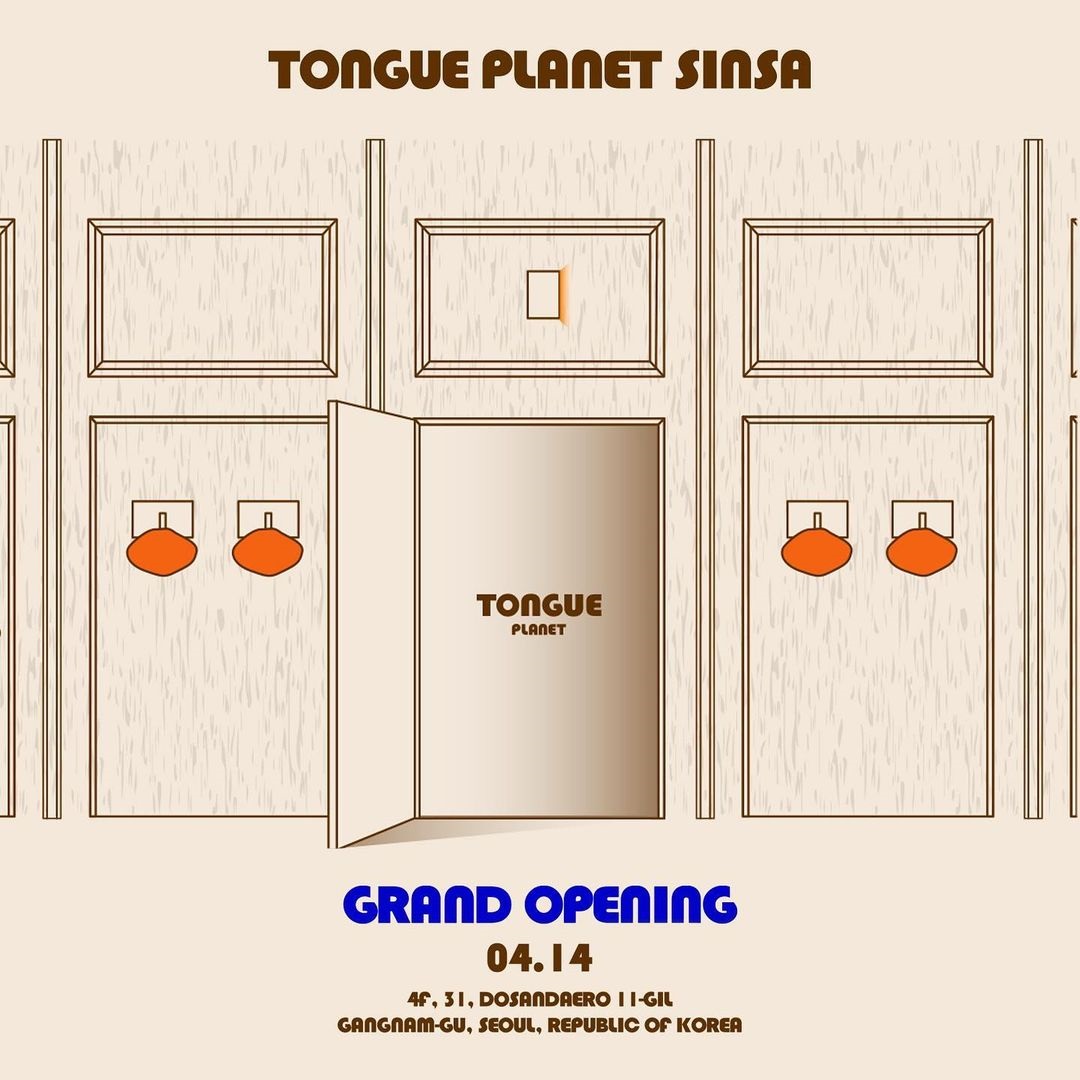 TONGUE PLANET SINSA
TONGUE
PLANET
GRAND OPENING
04.14
4F, 31, DOSANDAERO 11-GIL
GANGNAM-GU, SEOUL, REPUBLIC OF KOREA